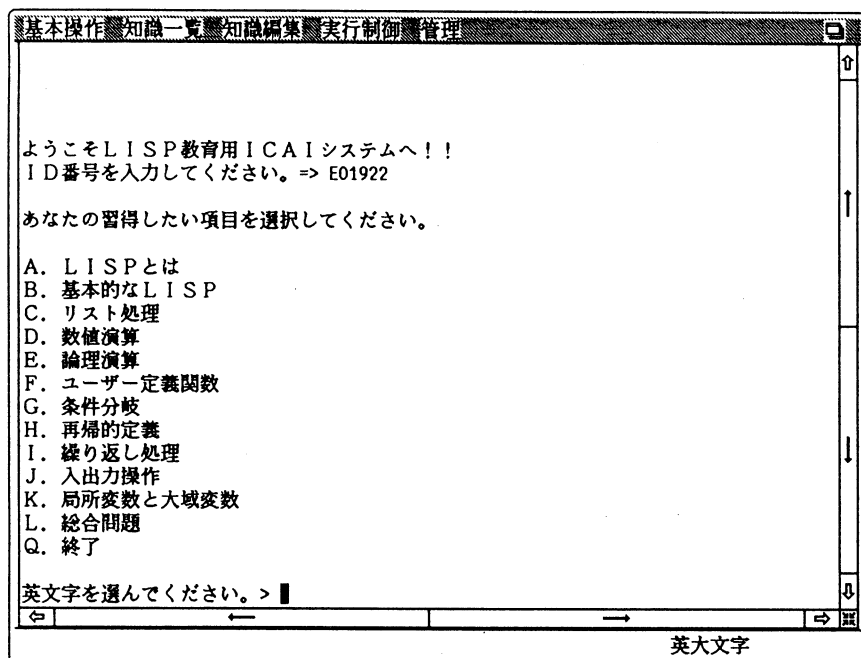 基本操作 知識一覧 知識編集 実行制御 管理
ようこそＬＩＳＰ教育用ＩＣＡＩシステムへ！！
ＩＤ番号を入力してください。=> E01922
あなたの習得したい項目を選択してください。
A. ＬＩＳＰとは
B. 基本的なＬＩＳＰ
C. リスト処理
D. 数値演算
E. 論理演算
F. ユーザー定義関数
G. 条件分岐
H. 再帰的定義
I. 繰り返し処理
J. 入出力操作
K. 局所変数と大域変数
L. 総合問題
Q. 終了
英文字を選んでください。>
英大文字